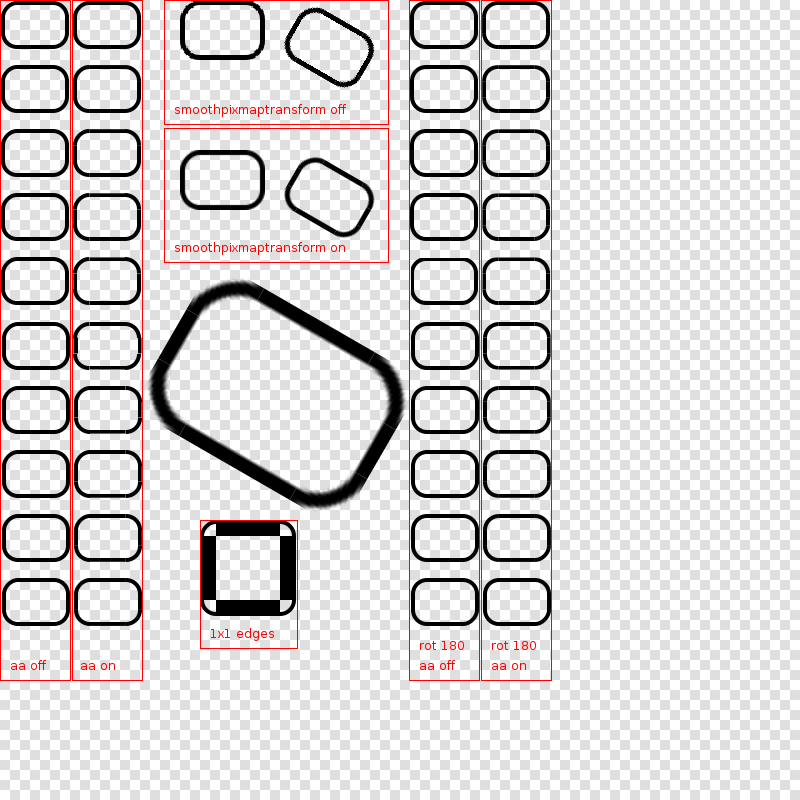 smoothpixmaptransform off
smoothpixmaptransform on
1x1 edges
aa off
aa on
rot 180
aa off
rot 180
aa on